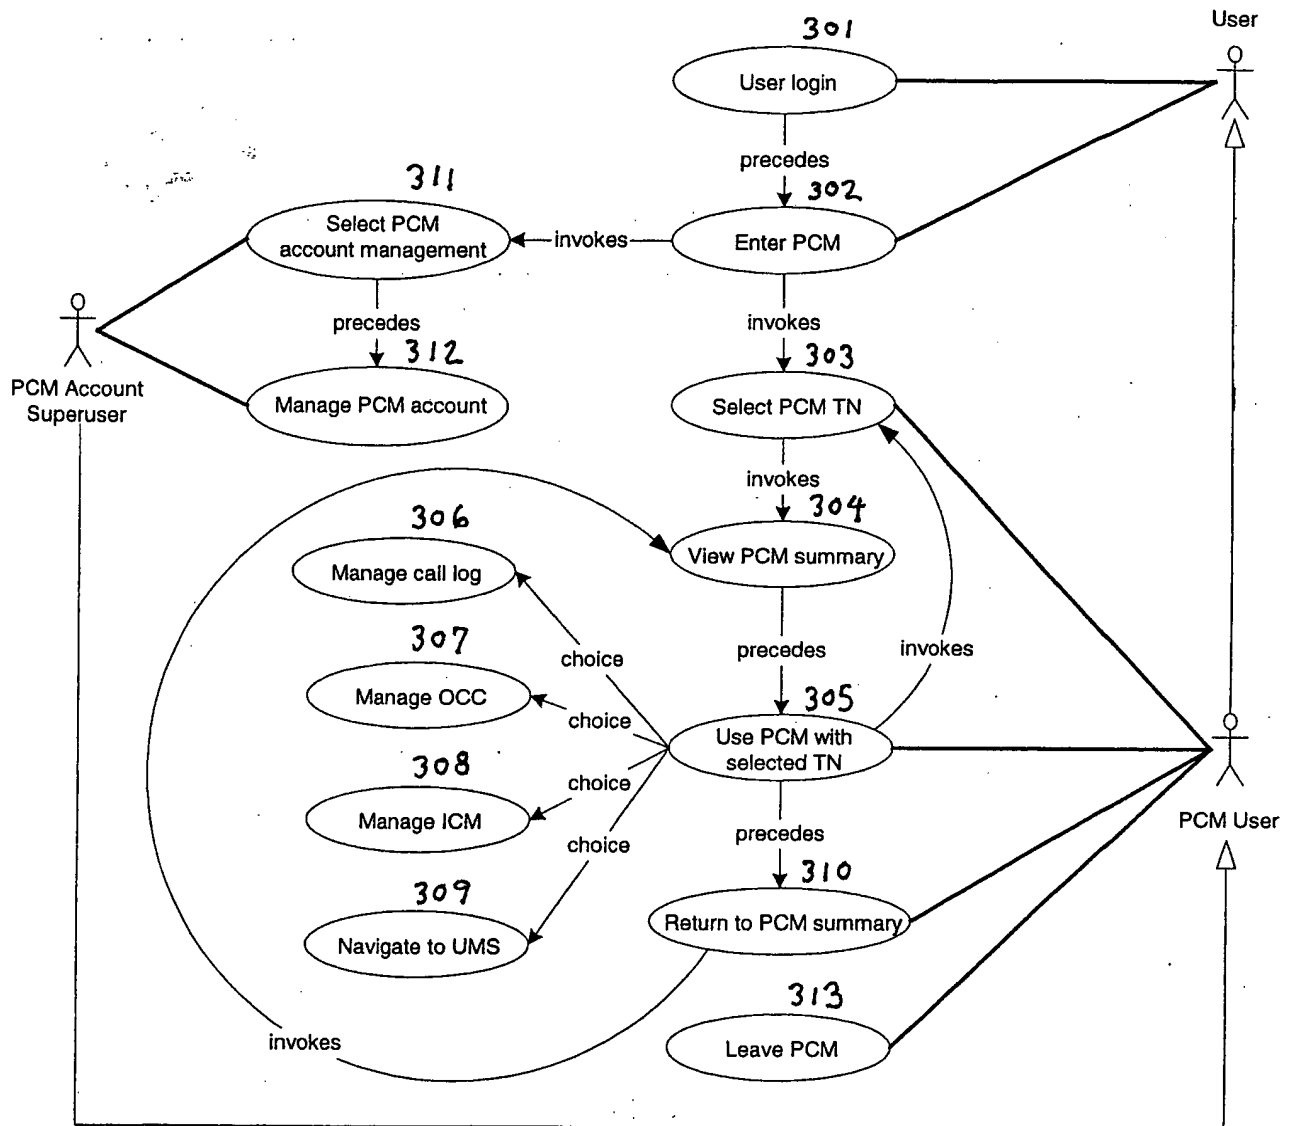 User
301
User login
precedes
302
Enter PCM
invokes
311
Select PCM
account management
precedes
312
Manage PCM account
PCM Account
Superuser
invokes
303
Select PCM TN
invokes
304
View PCM summary
306
Manage call log
307
Manage OCC
308
Manage ICM
309
Navigate to UMS
choice
choice
choice
choice
precedes
invokes
305
Use PCM with
selected TN
PCM User
precedes
310
Return to PCM summary
invokes
313
Leave PCM